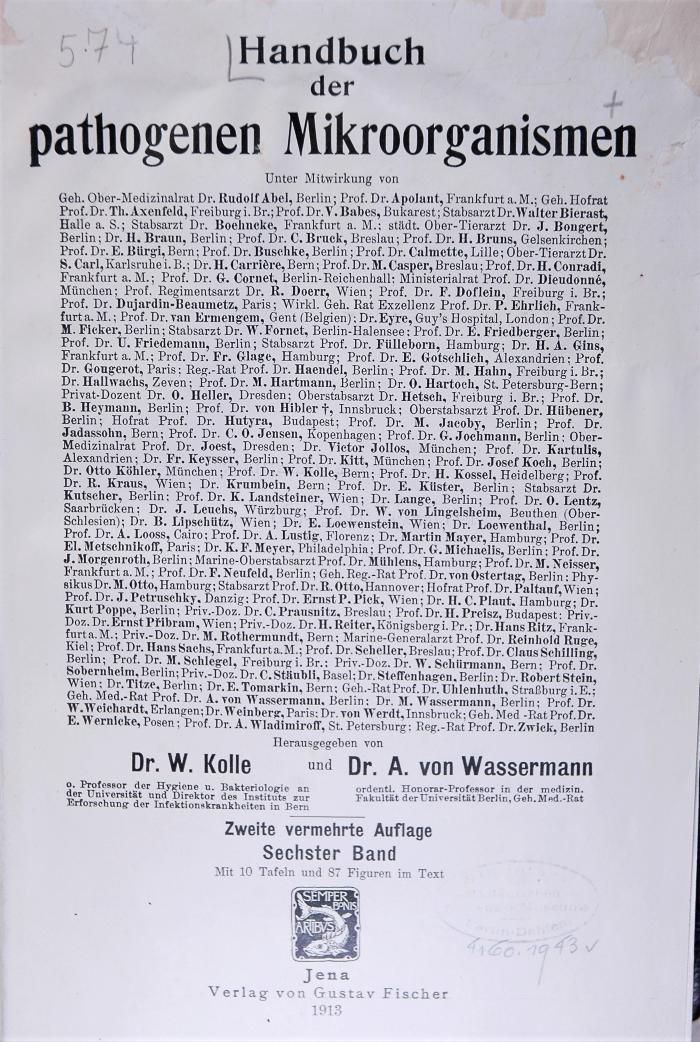 5.74
Handbuch
der
pathogenen Mikroorganismen
Unter Mitwirkung von
Geh. Ober-Medizinalrat Dr. Rudolf Abel, Berlin; Prof. Dr. Apolant, Frankfurt a. M.; Geh. Hofrat
Prof. Dr. Th. Axenfeld, Freiburg i. Br.; Prof. Dr. V. Babes, Bukarest; Stabsarzt Dr. Walter Bierast,
Halle a. S.; Stabsarzt Dr. Boehncke, Frankfurt a. M.; städt. Ober-Tierarzt Dr. J. Bongert,
Berlin; Dr. H. Braun, Berlin; Prof. Dr. C. Bruck, Breslau; Prof. Dr. H. Bruns, Gelsenkirchen;
Prof. Dr. E. Bürgi, Bern; Prof. Dr. Buschke, Berlin; Prof. Dr. Calmette, Lille; Ober-Tierarzt Dr.
S. Carl, Karlsruhe i. B.; Dr. H. Carrière, Bern; Prof. Dr. M. Casper, Breslau; Prof. Dr. H. Conradi,
Frankfurt a. M.; Prof. Dr. G. Cornet, Berlin-Reichenhall; Ministerialrat Prof. Dr. Dieudonné,
München; Prof. Regimentsarzt Dr. R. Doerr, Wien; Prof. Dr. F. Doflein, Freiburg i. Br.;
Prof. Dr. Dujardin-Beaumetz, Paris; Wirkl. Geh. Rat Exzellenz Prof. Dr. P. Ehrlich, Frank-
furt a. M.; Prof. Dr. van Ermengem, Gent (Belgien); Dr. Eyre, Guy's Hospital, London; Prof. Dr.
M. Ficker, Berlin; Stabsarzt Dr. W. Fornet, Berlin-Halensee; Prof. Dr. E. Friedberger, Berlin;
Prof. Dr. U. Friedemann, Berlin; Stabsarzt Prof. Dr. Fülleborn, Hamburg; Dr. H. A. Gins,
Frankfurt a. M.; Prof. Dr. Fr. Glage, Hamburg; Prof. Dr. E. Gotschlich, Alexandrien; Prof.
Dr. Gougerot, Paris; Reg.-Rat Prof. Dr. Haendel, Berlin; Prof. Dr. M. Hahn, Freiburg i. Br.;
Dr. Hallwachs, Zeven; Prof. Dr. M. Hartmann, Berlin; Dr. O. Hartoch, St. Petersburg-Bern;
Privat-Dozent Dr. O. Heller, Dresden; Oberstabsarzt Dr. Hetsch, Freiburg i. Br.; Prof. Dr.
B. Heymann, Berlin; Prof. Dr. von Hibler †, Innsbruck; Oberstabsarzt Prof. Dr. Hübener,
Berlin; Hofrat Prof. Dr. Hutyra, Budapest; Prof. Dr. M. Jacoby, Berlin; Prof. Dr.
Jadassohn, Bern; Prof. Dr. C. O. Jensen, Kopenhagen; Prof. Dr. G. Jochmann, Berlin; Ober-
Medizinalrat Prof. Dr. Joest, Dresden; Dr. Victor Jollos, München; Prof. Dr. Kartulis,
Alexandrien; Dr. Fr. Keysser, Berlin; Prof. Dr. Kitt, München; Prof. Dr. Josef Koch, Berlin;
Dr. Otto Köhler, München; Prof. Dr. W. Kolle, Bern; Prof. Dr. H. Kossel, Heidelberg; Prof.
Dr. R. Kraus, Wien; Dr. Krumbein, Bern; Prof. Dr. E. Küster, Berlin; Stabsarzt Dr.
Kutscher, Berlin; Prof. Dr. K. Landsteiner, Wien; Dr. Lange, Berlin; Prof. Dr. O. Lentz,
Saarbrücken; Dr. J. Leuchs, Würzburg; Prof. Dr. W. von Lingelsheim, Beuthen (Ober-
Schlesien); Dr. B. Lipschütz, Wien; Dr. E. Loewenstein, Wien; Dr. Loewenthal, Berlin;
Prof. Dr. A. Looss, Cairo; Prof. Dr. A. Lustig, Florenz; Dr. Martin Mayer, Hamburg; Prof. Dr.
El. Metschnikoff, Paris; Dr. K. F. Meyer, Philadelphia; Prof. Dr. G. Michaelis, Berlin; Prof. Dr.
J. Morgenroth, Berlin; Marine-Oberstabsarzt Prof. Dr. Mühlens, Hamburg; Prof. Dr. M. Neisser,
Frankfurt a. M.; Prof. Dr. F. Neufeld, Berlin; Geh. Reg.-Rat Prof. Dr. von Ostertag, Berlin; Phy-
sikus Dr. M. Otto, Hamburg; Stabsarzt Prof. Dr. R. Otto, Hannover; Hofrat Prof. Dr. Paltauf, Wien;
Prof. Dr. J. Petruschky, Danzig; Prof. Dr. Ernst P. Pick, Wien; Dr. H. C. Plaut, Hamburg; Dr.
Kurt Poppe, Berlin; Priv.-Doz. Dr. C. Prausnitz, Breslau; Prof. Dr. H. Preisz, Budapest; Priv.-
Doz. Dr. Ernst Přibram, Wien; Priv.-Doz. Dr. H. Reiter, Königsberg i. Pr.; Dr. Hans Ritz, Frank-
furt a. M.; Priv.-Doz. Dr. M. Rothermundt, Bern; Marine-Generalarzt Prof. Dr. Reinhold Ruge,
Kiel; Prof. Dr. Hans Sachs, Frankfurt a. M.; Prof. Dr. Scheller, Breslau; Prof. Dr. Claus Schilling,
Berlin; Prof. Dr. M. Schlegel, Freiburg i. Br.; Priv.-Doz. Dr. W. Schürmann, Bern; Prof. Dr.
Sobernheim, Berlin; Priv.-Doz. Dr. C. Stäubli, Basel; Dr. Steffenhagen, Berlin; Dr. Robert Stein,
Wien; Dr. Titze, Berlin; Dr. E. Tomarkin, Bern; Geh.-Rat Prof. Dr. Uhlenhuth, Straßburg i. E.;
Geh. Med.-Rat Prof. Dr. A. von Wassermann, Berlin; Dr. M. Wassermann, Berlin; Prof. Dr.
W. Weichardt, Erlangen; Dr. Weinberg, Paris; Dr. von Werdt, Innsbruck; Geh. Med-Rat Prof. Dr.
E. Wernicke, Posen; Prof. Dr. A. Wladimiroff, St. Petersburg; Reg.-Rat Prof. Dr. Zwick, Berlin
Herausgegeben von
Dr. W. Kolle und Dr. A. von Wassermann
o. Professor der Hygiene u. Bakteriologie an
der Universität und Direktor des Instituts zur
Erforschung der Infektionskrankheiten in Bern
ordentl. Honorar-Professor in der medizin.
Fakultät der Universität Berlin, Geh. Med.-Rat
Zweite vermehrte Auflage
Sechster Band
Mit 10 Tafeln und 87 Figuren im Text
SEMPER
BONIS
ARTIBVS
Jena
Verlag von Gustav Fischer
1913